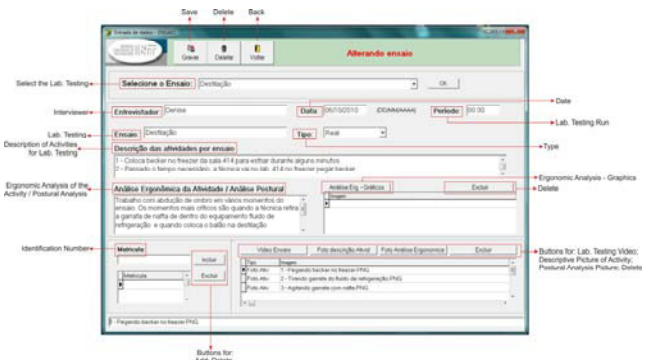 Save Delete Back
Entrada de dados - ENSAIO
Gravar Deletar Voltar Alterando ensaio
Select the Lab. Testing Selecione o Ensaio: Destilação OK
Date
Interviewer Entrevistador Denise Data 06/10/2010 (DD/MM/AAAA) Período 00:30
Lab. Testing Run
Lab. Testing Ensaio Destilação Tipo: Real
Type
Description of Activities
for Lab. Testing
Descrição das atividades por ensaio
1 - Coloca becker no freezer da sala 414 para esfriar durante alguns minutos
2 - Passado o tempo necessário, a técnica vai no lab. 414 no freezer pegar becker
Ergonomic Analysis - Graphics
Ergonomic Analysis of the
Activity / Postural Analysis
Análise Ergonômica da Atividade / Análise Postural
Análise Erg. - Gráficos Excluir
Delete
Imagem
Trabalho com abdução de ombro em vários momentos do
ensaio. Os momentos mais críticos são quando a técnica retira
a garrafa de nafta de dentro do equipamento fluido de
refrigeração e quando coloca o balão na destilação
Identification Number Matrícula
Incluir
Excluir
Matrícula
Vídeo Ensaio Foto descrição Ativid Foto Análise Ergonomica Excluir
Buttons for: Lab. Testing Video;
Descriptive Picture of Activity;
Postural Analysis Picture; Delete
Tipo Imagem
Foto Ativ 1 - Pegando becker no freezer.PNG
Foto Ativ 2 - Tirando garrafa do fluido de refrigeração.PNG
Foto Ativ 3 - Agitando garrafa com nafta.PNG
1 - Pegando becker no freezer.PNG
Buttons for:
Add; Delete